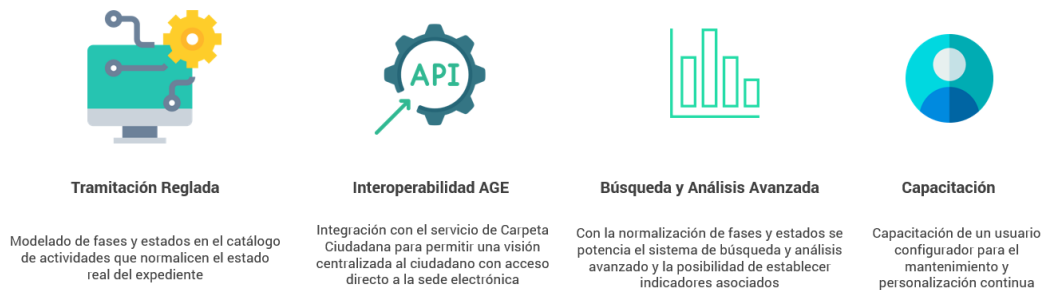 API
Tramitación Reglada
Modelado de fases y estados en el catálogo
de actividades que normalicen el estado
real del expediente
Interoperabilidad AGE
Integración con el servicio de Carpeta
Ciudadana para permitir una visión
centralizada al ciudadano con acceso
directo a la sede electrónica
Búsqueda y Análisis Avanzada
Con la normalización de fases y estados se
potencia el sistema de búsqueda y análisis
avanzado y la posibilidad de establecer
indicadores asociados
Capacitación
Capacitación de un usuario
configurador para el
mantenimiento y
personalización continua